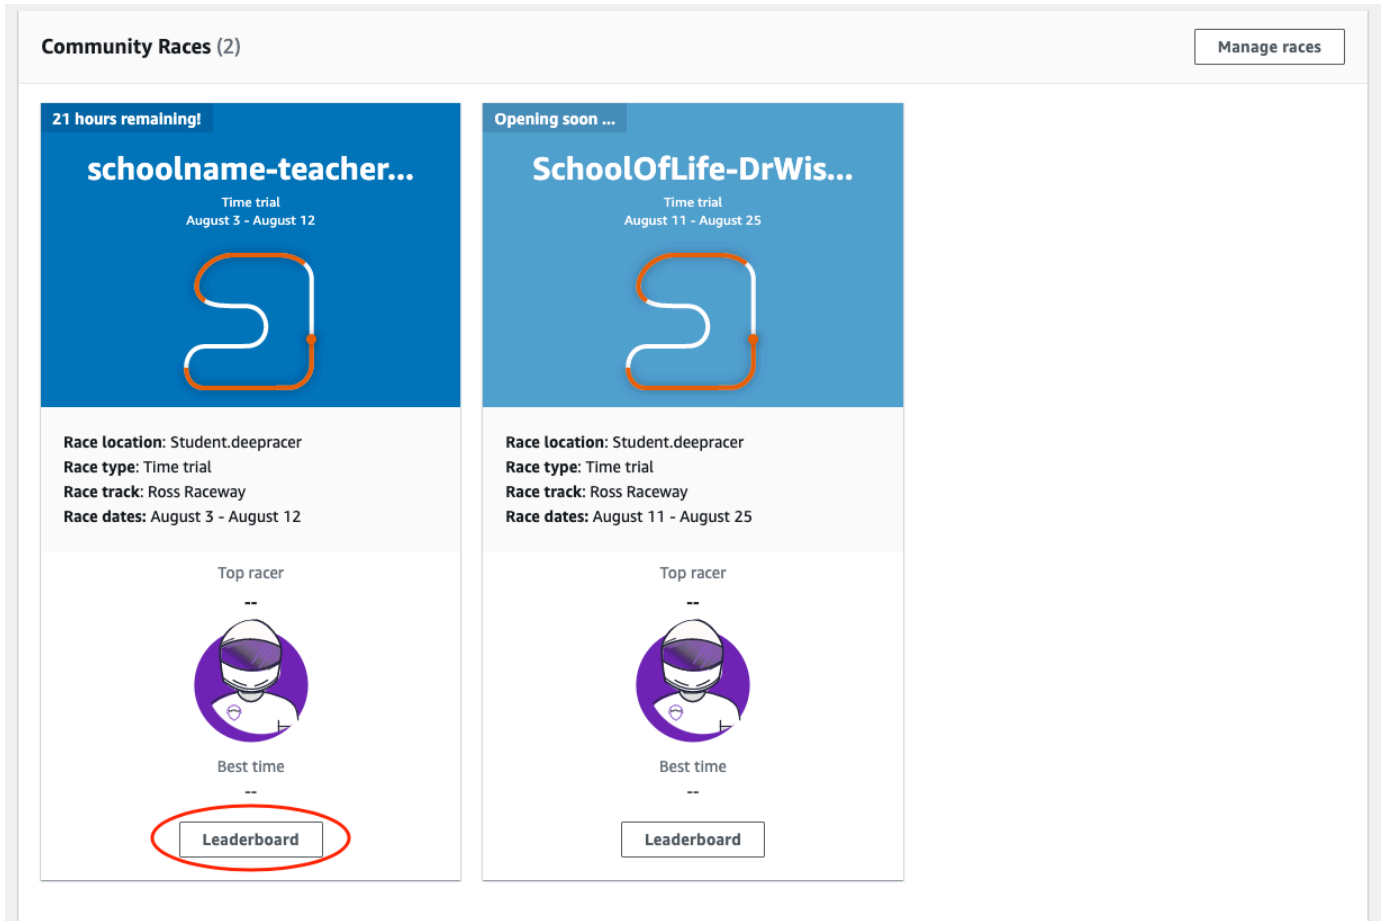 Community Races (2)
Manage races
21 hours remaining!
schoolname-teacher...
Time trial
August 3 - August 12
Race location: Student.deepracer
Race type: Time trial
Race track: Ross Raceway
Race dates: August 3 - August 12
Top racer
--
Best time
--
Leaderboard
Opening soon ...
SchoolOfLife-DrWis...
Time trial
August 11 - August 25
Race location: Student.deepracer
Race type: Time trial
Race track: Ross Raceway
Race dates: August 11 - August 25
Top racer
--
Best time
--
Leaderboard